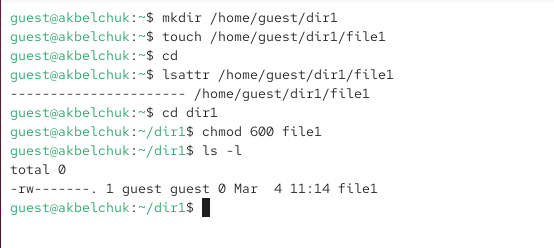 guest@akbelchuk:~$ mkdir /home/guest/dir1
guest@akbelchuk:~$ touch /home/guest/dir1/file1
guest@akbelchuk:~$ cd
guest@akbelchuk:~$ lsattr /home/guest/dir1/file1
---------------------- /home/guest/dir1/file1
guest@akbelchuk:~$ cd dir1
guest@akbelchuk:~/dir1$ chmod 600 file1
guest@akbelchuk:~/dir1$ ls -l
total 0
-rw-------. 1 guest guest 0 Mar  4 11:14 file1
guest@akbelchuk:~/dir1$